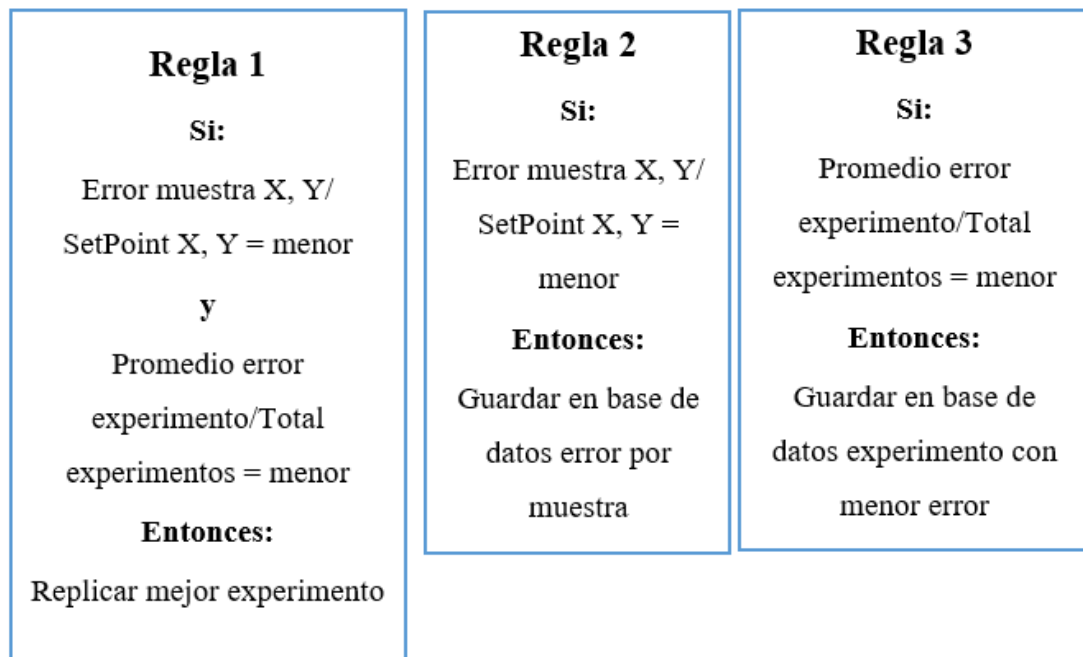 Regla 1
Si:
Error muestra X, Y/
SetPoint X, Y = menor
y
Promedio error
experimento/Total
experimentos = menor
Entonces:
Replicar mejor experimento
Regla 2
Si:
Error muestra X, Y/
SetPoint X, Y =
menor
Entonces:
Guardar en base de
datos error por
muestra
Regla 3
Si:
Promedio error
experimento/Total
experimentos = menor
Entonces:
Guardar en base de
datos experimento con
menor error